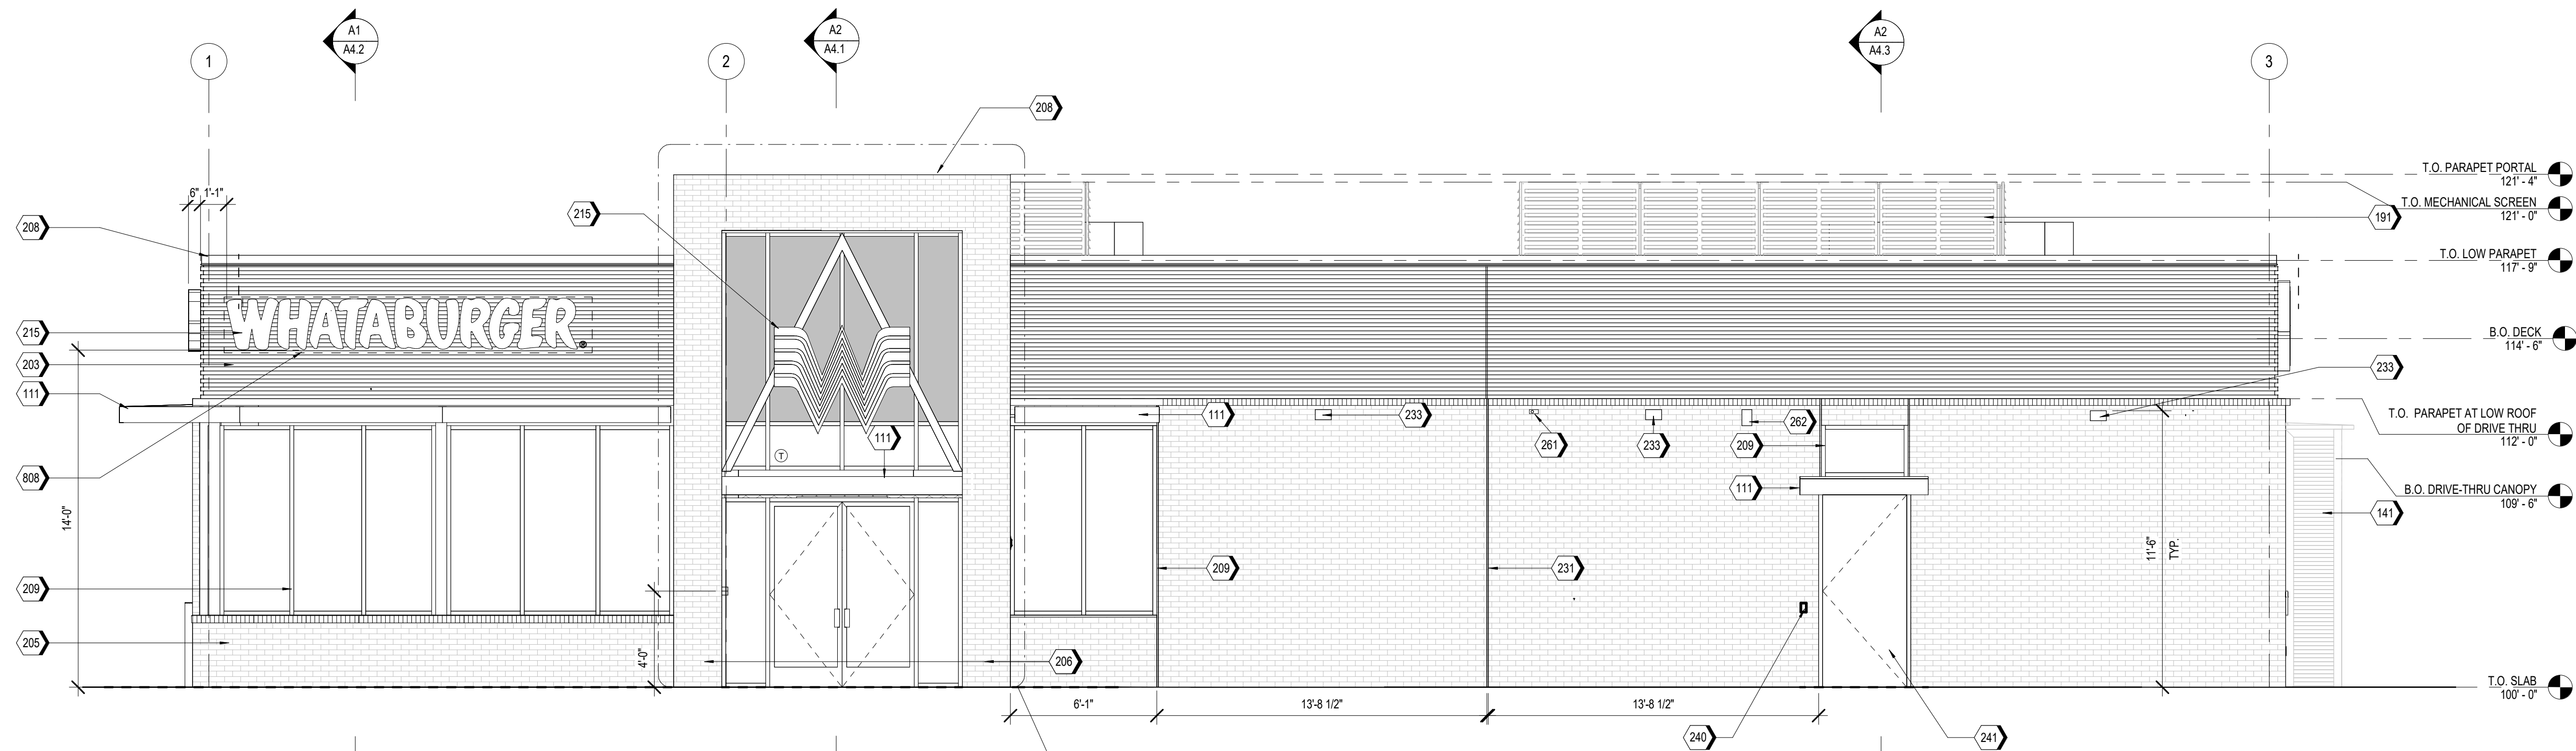 A1
A4.2
A2
A4.1
A2
A4.3
1
2
3
208
T.O. PARAPET PORTAL
121' - 4"
6" 1'-1"
215
T.O. MECHANICAL SCREEN
121' - 0"
191
208
T.O. LOW PARAPET
117' - 9"
WHATABURGER®
215
B.O. DECK
114' - 6"
203
233
111
111
233
T.O. PARAPET AT LOW ROOF
OF DRIVE THRU
112' - 0"
111
261
233
262
209
T
808
111
B.O. DRIVE-THRU CANOPY
109' - 6"
141
14'-0"
11'-6"
TYP.
209
209
231
205
4'-0"
206
T.O. SLAB
100' - 0"
6'-1"
13'-8 1/2"
13'-8 1/2"
240
241